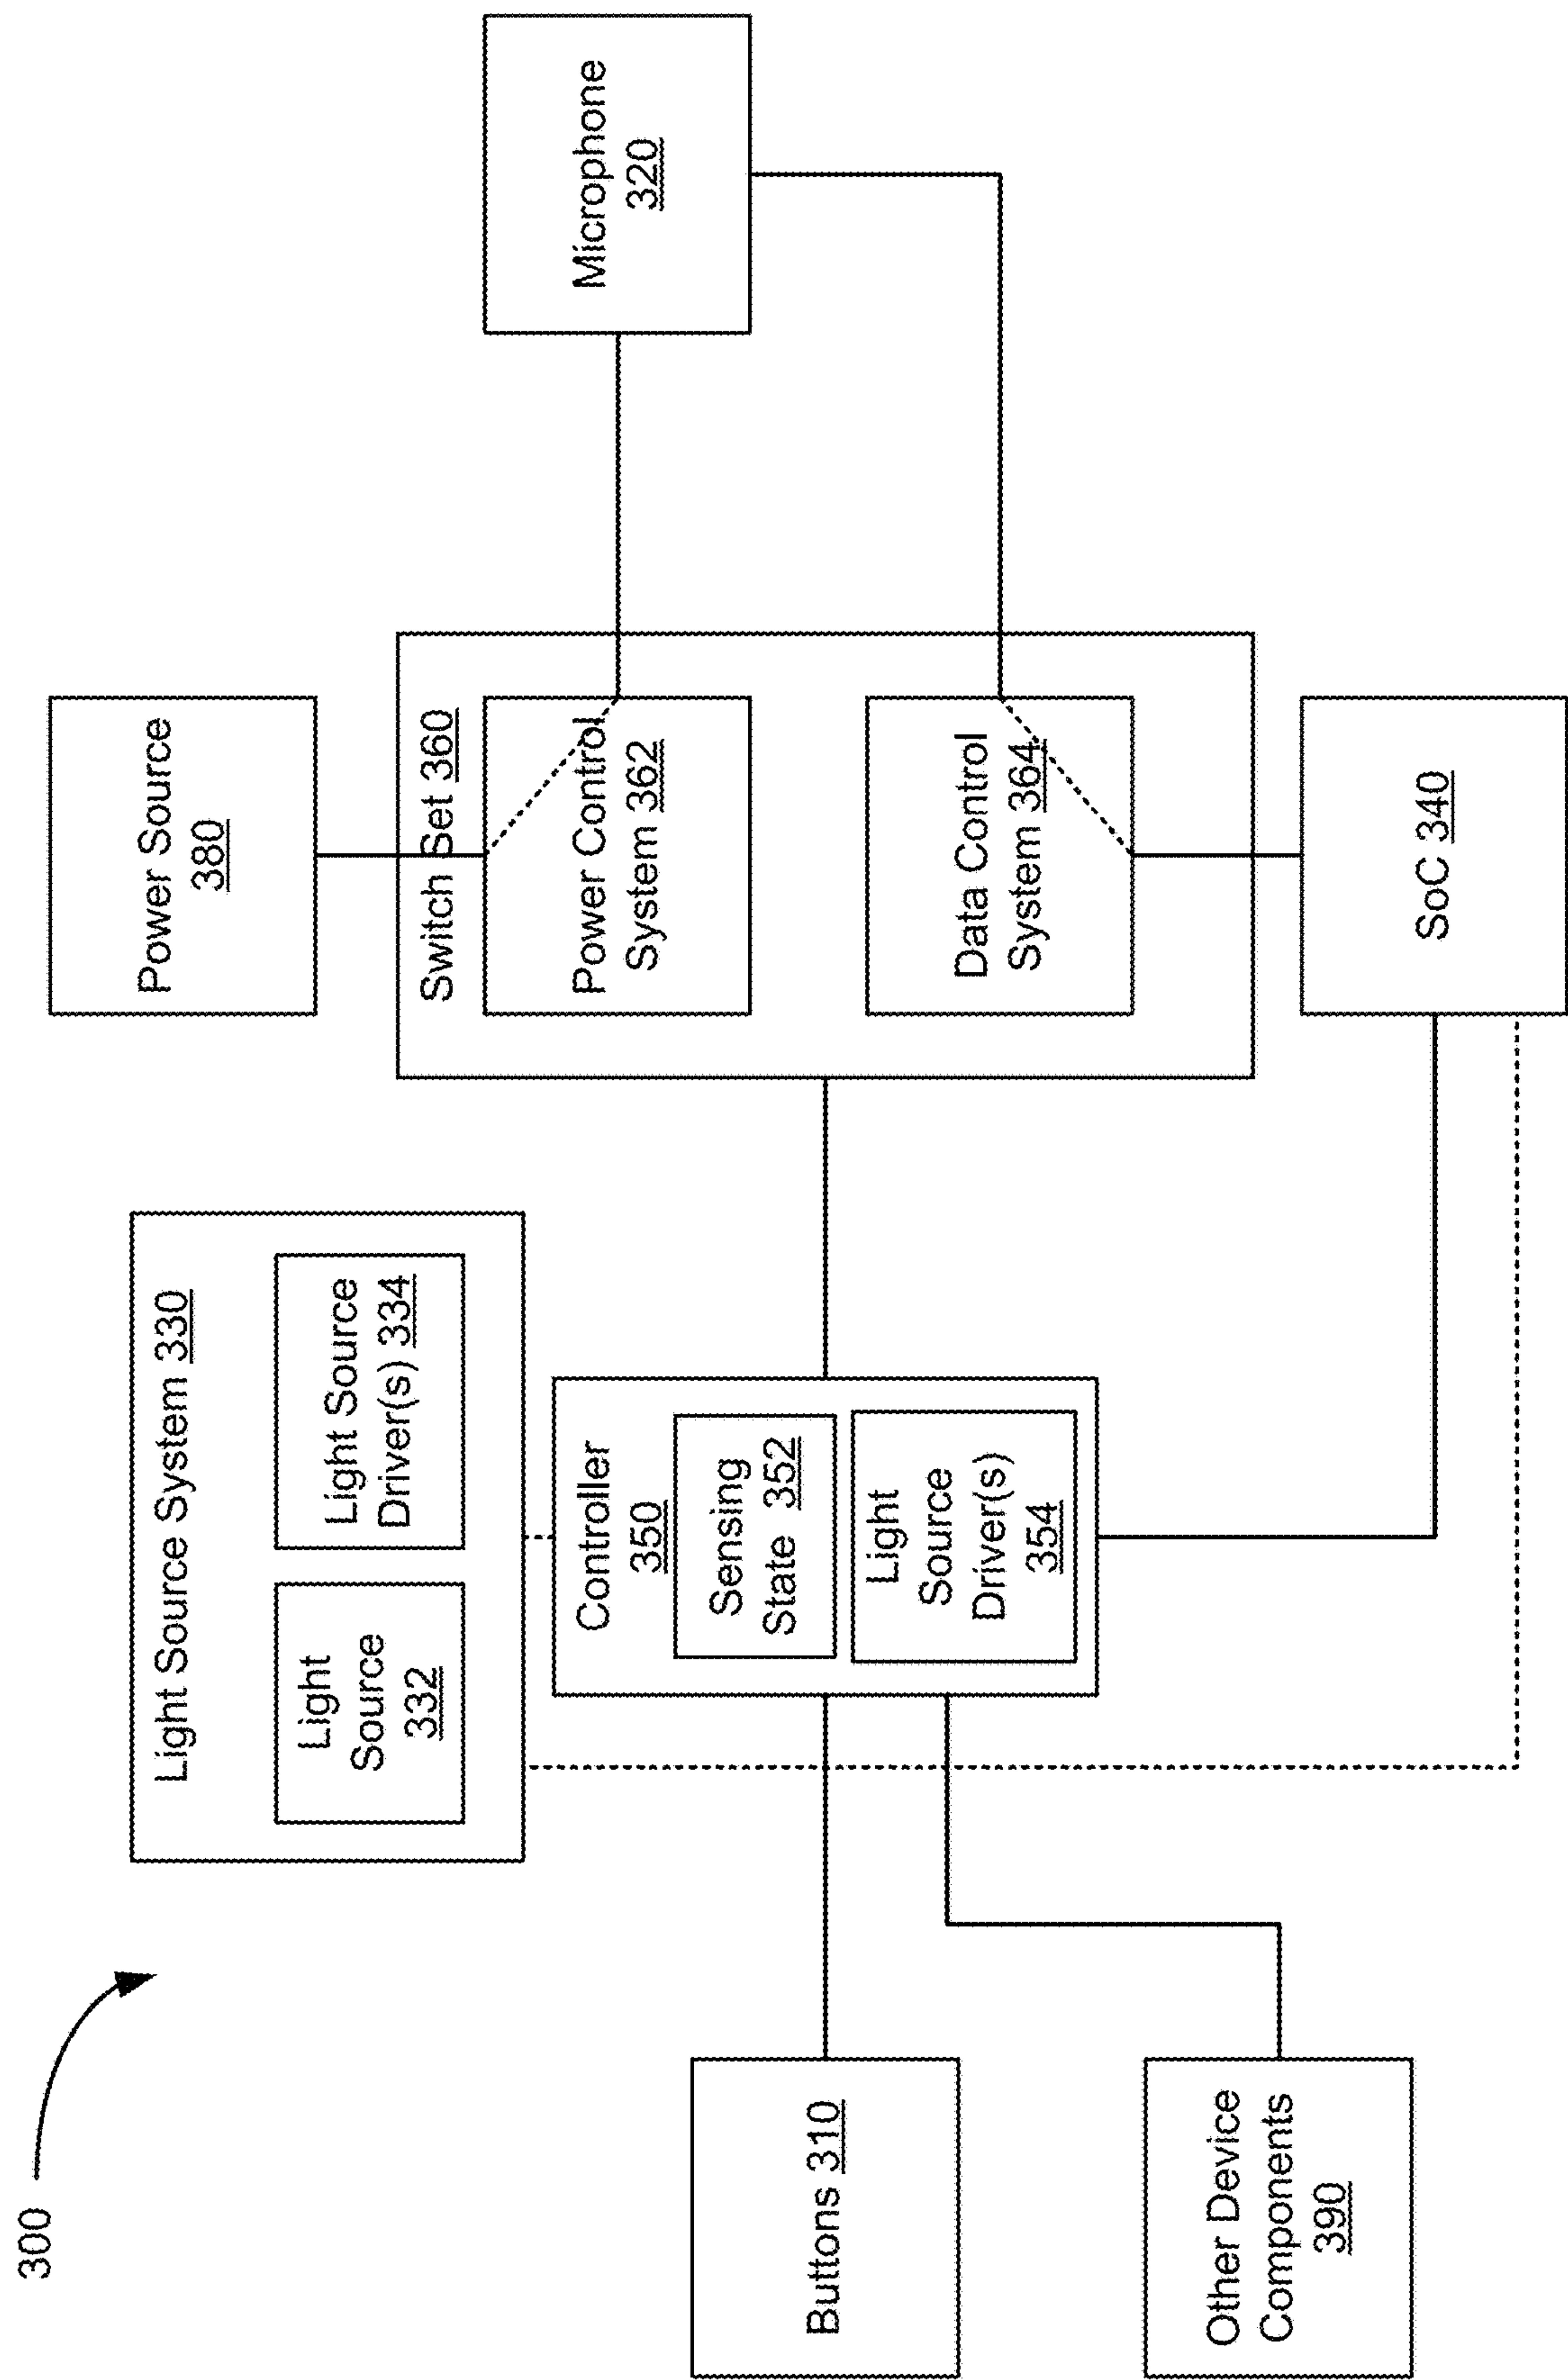 300
Light Source System 330
Light
Source
332
Light Source
Driver(s) 334
Power Source
380
Switch Set 360
Power Control
System 362
Data Control
System 364
Microphone
320
Controller
350
Sensing
State 352
Light
Source
Driver(s)
354
Buttons 310
Other Device
Components
390
SoC 340